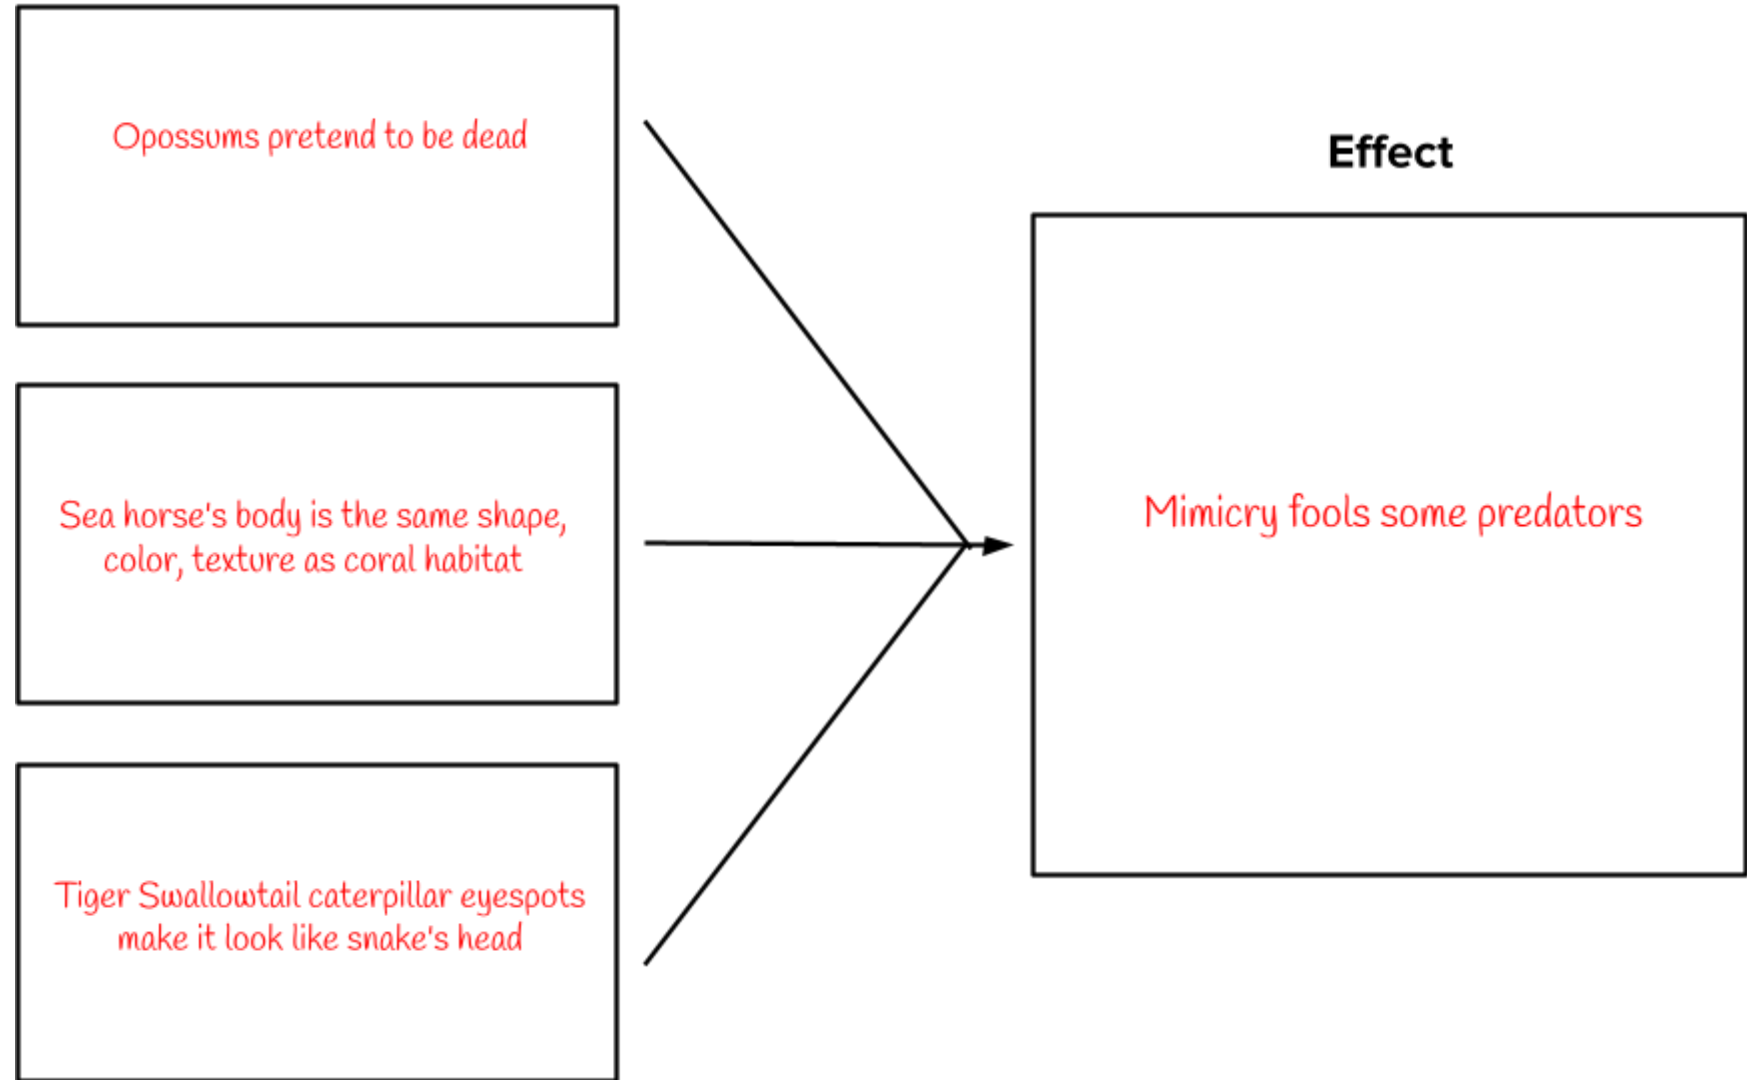 Opossums pretend to be dead
Sea horse's body is the same shape,
color, texture as coral habitat
Tiger Swallowtail caterpillar eyespots
make it look like snake's head
Effect
Mimicry fools some predators